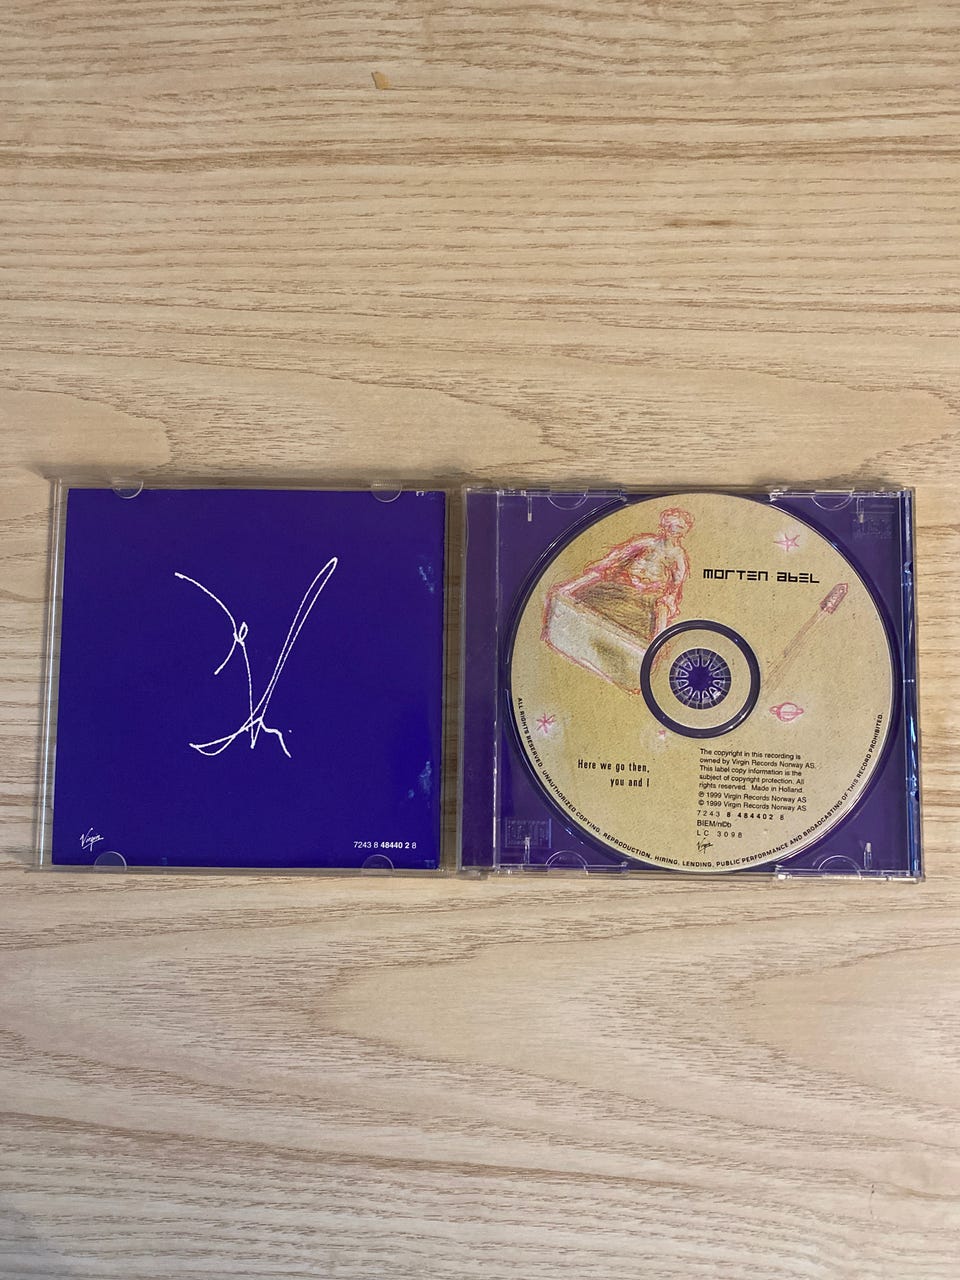 Virgin
7243 8 48440 2 8
morten abel
Here we go then,
you and I
The copyright in this recording is
owned by Virgin Records Norway AS.
This label copy information is the
subject of copyright protection. All
rights reserved. Made in Holland.
℗ 1999 Virgin Records Norway AS
© 1999 Virgin Records Norway AS
7243 8 484402 8
BIEM/n©b
LC 3098
Virgin
ALL RIGHTS RESERVED. UNAUTHORIZED COPYING, REPRODUCTION, HIRING, LENDING, PUBLIC PERFORMANCE AND BROADCASTING OF THIS RECORD PROHIBITED.